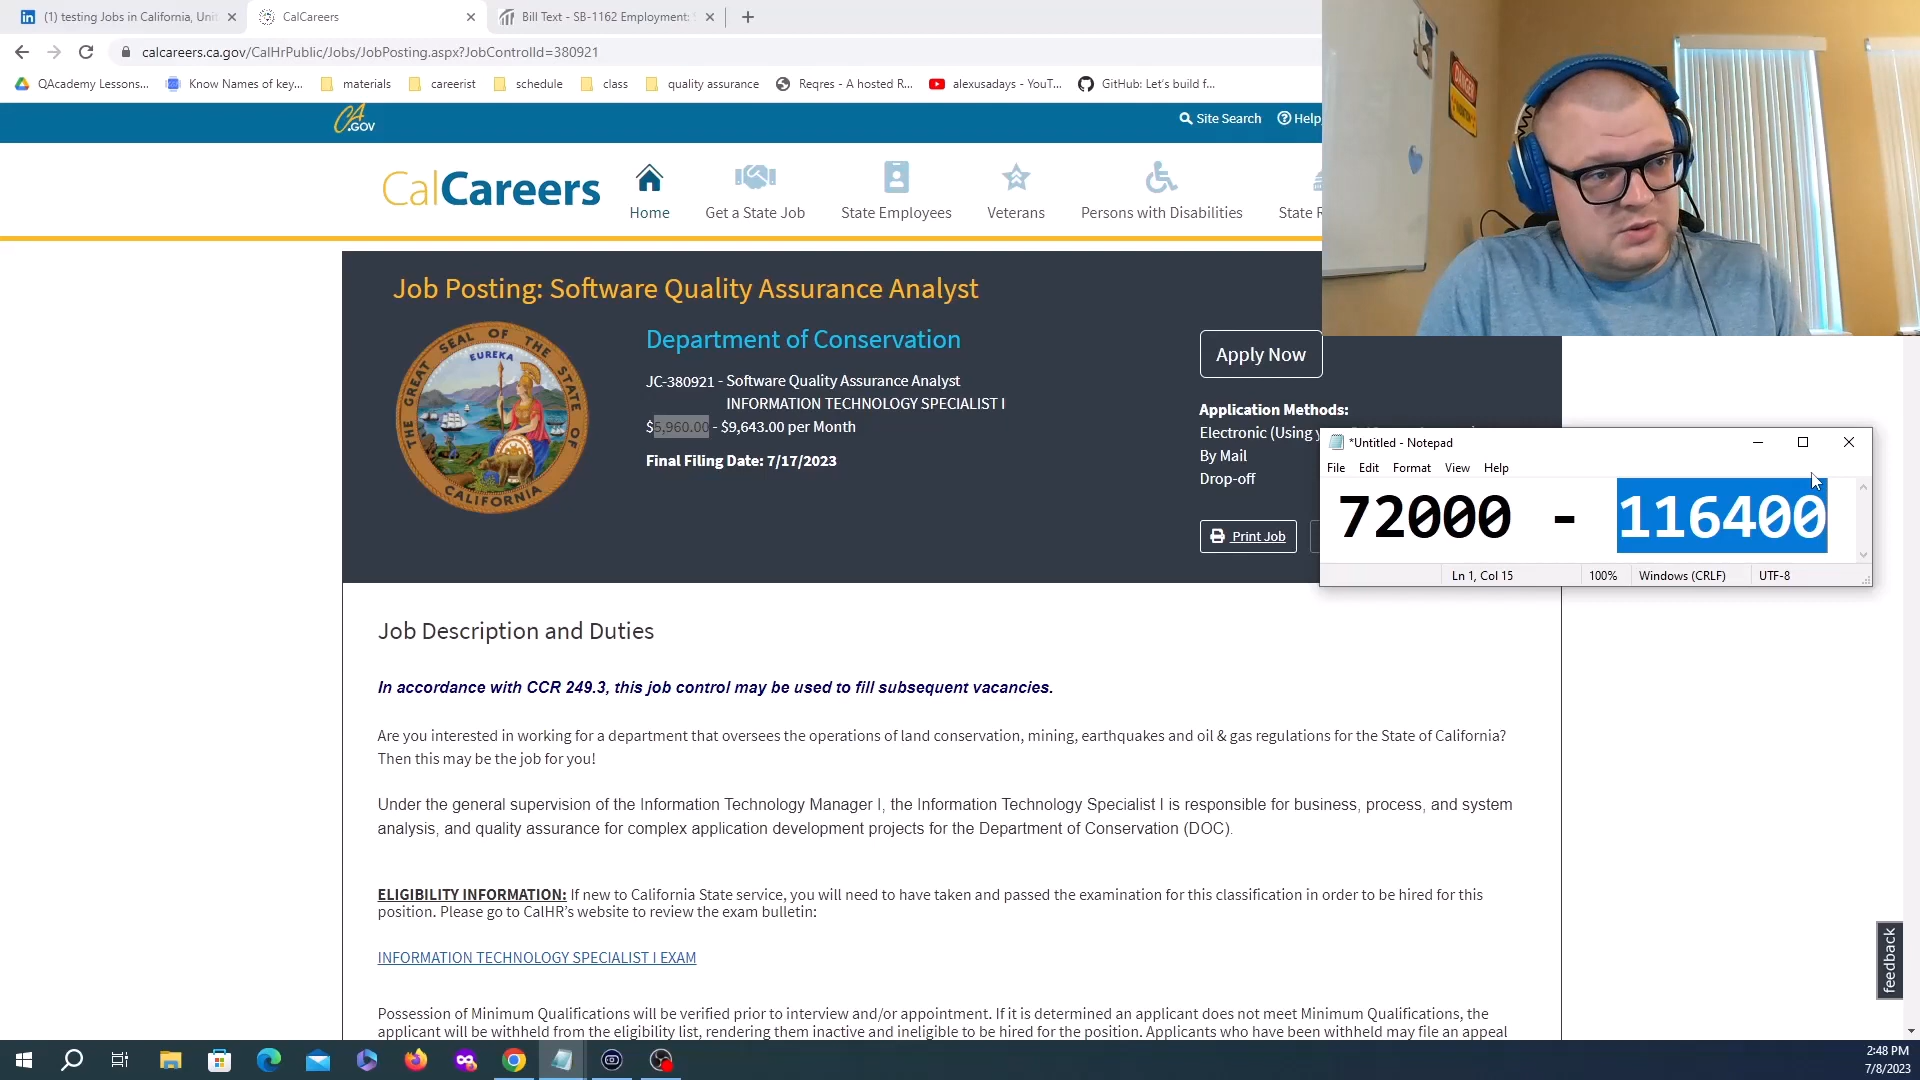 (1) testing Jobs in California, Unit
CalCareers
Bill Text - SB-1162 Employment:
calcareers.ca.gov/CalHrPublic/Jobs/JobPosting.aspx?JobControlId=380921
QAcademy Lessons...
Know Names of key...
materials
careerist
schedule
class
quality assurance
Reqres - A hosted R...
alexusadays - YouT...
GitHub: Let's build f...
CA.GOV
Site Search
Help
DANGER
CalCareers
Home
Get a State Job
State Employees
Veterans
Persons with Disabilities
State R
Job Posting: Software Quality Assurance Analyst
THE GREAT SEAL OF THE STATE OF CALIFORNIA
EUREKA
Department of Conservation
JC-380921 - Software Quality Assurance Analyst
INFORMATION TECHNOLOGY SPECIALIST I
$5,960.00 - $9,643.00 per Month
Final Filing Date: 7/17/2023
Apply Now
Application Methods:
Electronic (Using y
By Mail
Drop-off
Print Job
*Untitled - Notepad
File Edit Format View Help
72000 - 116400
Ln 1, Col 15
100%
Windows (CRLF)
UTF-8
Job Description and Duties
In accordance with CCR 249.3, this job control may be used to fill subsequent vacancies.
Are you interested in working for a department that oversees the operations of land conservation, mining, earthquakes and oil & gas regulations for the State of California?
Then this may be the job for you!
Under the general supervision of the Information Technology Manager I, the Information Technology Specialist I is responsible for business, process, and system
analysis, and quality assurance for complex application development projects for the Department of Conservation (DOC).
ELIGIBILITY INFORMATION: If new to California State service, you will need to have taken and passed the examination for this classification in order to be hired for this
position. Please go to CalHR's website to review the exam bulletin:
INFORMATION TECHNOLOGY SPECIALIST I EXAM
Possession of Minimum Qualifications will be verified prior to interview and/or appointment. If it is determined an applicant does not meet Minimum Qualifications, the
applicant will be withheld from the eligibility list, rendering them inactive and ineligible to be hired for the position. Applicants who have been withheld may file an appeal
feedback
2:48 PM
7/8/2023